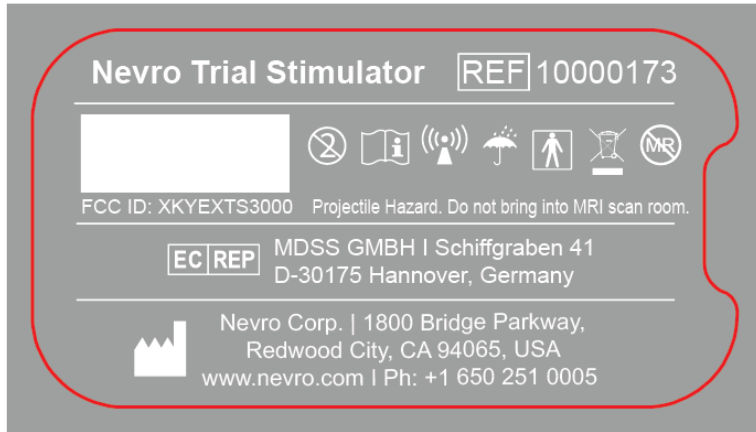 Nevro Trial Stimulator REF 10000173
2 i MR
FCC ID: XKYEXTS3000 Projectile Hazard. Do not bring into MRI scan room.
EC REP MDSS GMBH I Schiffgraben 41
D-30175 Hannover, Germany
Nevro Corp. | 1800 Bridge Parkway,
Redwood City, CA 94065, USA
www.nevro.com I Ph: +1 650 251 0005